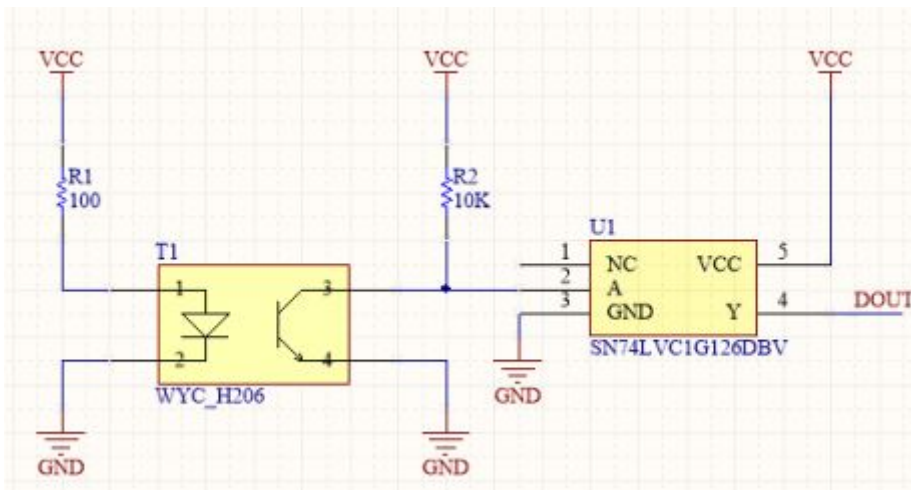 VCC
VCC
VCC
R1
100
R2
10K
T1
1
2
3
4
WYC_H206
U1
1
2
3
NC
A
GND
VCC
Y
5
4
SN74LVC1G126DBV
DOUT
GND
GND
GND